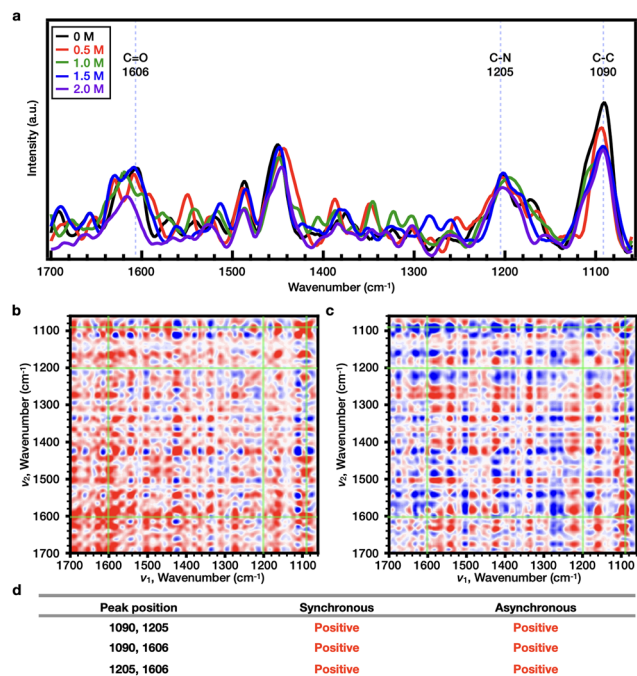 a
0 M
0.5 M
1.0 M
1.5 M
2.0 M
C=O
1606
C-N
1205
C-C
1090
Intensity (a.u.)
1700 1600 1500 1400 1300 1200 1100
Wavenumber (cm⁻¹)
b
1100
1200
1300
1400
1500
1600
1700
ν₂, Wavenumber (cm⁻¹)
1700 1600 1500 1400 1300 1200 1100
ν₁, Wavenumber (cm⁻¹)
c
1100
1200
1300
1400
1500
1600
1700
ν₂, Wavenumber (cm⁻¹)
1700 1600 1500 1400 1300 1200 1100
ν₁, Wavenumber (cm⁻¹)
d
Peak position Synchronous Asynchronous
1090, 1205 Positive Positive
1090, 1606 Positive Positive
1205, 1606 Positive Positive